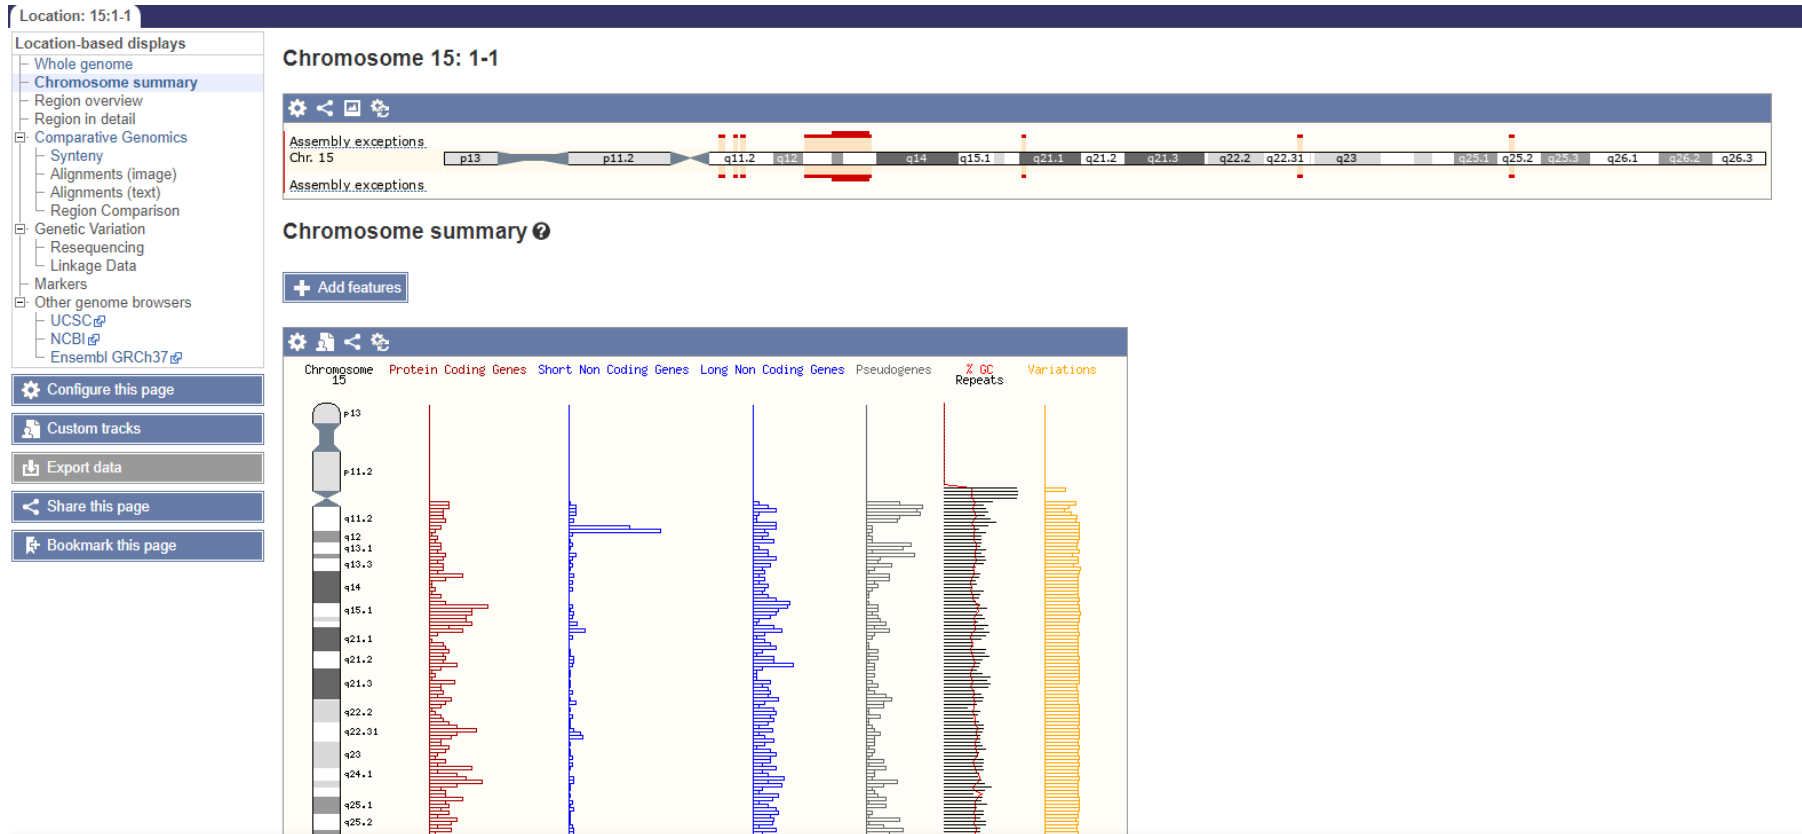 Location: 15:1-1
Location-based displays
Whole genome
Chromosome summary
Region overview
Region in detail
Comparative Genomics
Synteny
Alignments (image)
Alignments (text)
Region Comparison
Genetic Variation
Resequencing
Linkage Data
Markers
Other genome browsers
UCSC
NCBI
Ensembl GRCh37
Configure this page
Custom tracks
Export data
Share this page
Bookmark this page
Chromosome 15: 1-1
Assembly exceptions
Chr. 15 p13 p11.2 q11.2 q12 q14 q15.1 q21.1 q21.2 q21.3 q22.2 q22.31 q23 q25.1 q25.2 q25.3 q26.1 q26.2 q26.3
Assembly exceptions
Chromosome summary ?
Add features
Chromosome 15 Protein Coding Genes Short Non Coding Genes Long Non Coding Genes Pseudogenes % GC Repeats Variations
p13
p11.2
q11.2
q12
q13.1
q13.3
q14
q15.1
q21.1
q21.2
q21.3
q22.2
q22.31
q23
q24.1
q25.1
q25.2